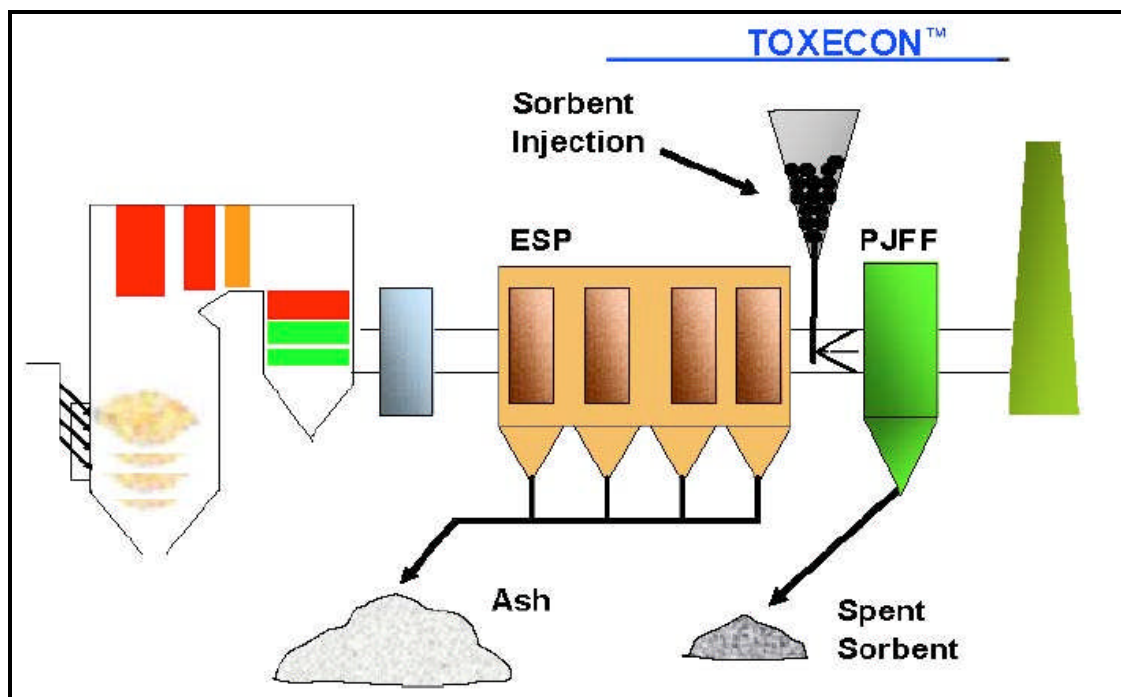 TOXECON™
Sorbent
Injection
ESP
PJFF
Ash
Spent
Sorbent